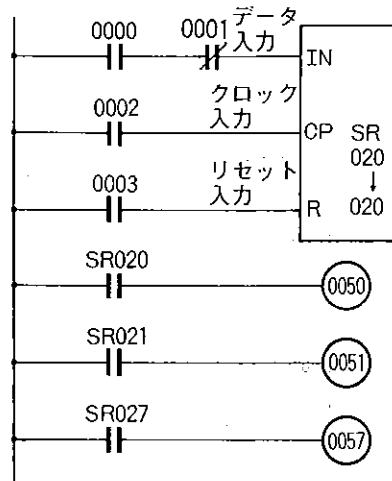 0000
0001
データ
入力
IN
0002
クロック
入力
CP
SR
020
↓
020
0003
リセット
入力
R
SR020
0050
SR021
0051
SR027
0057